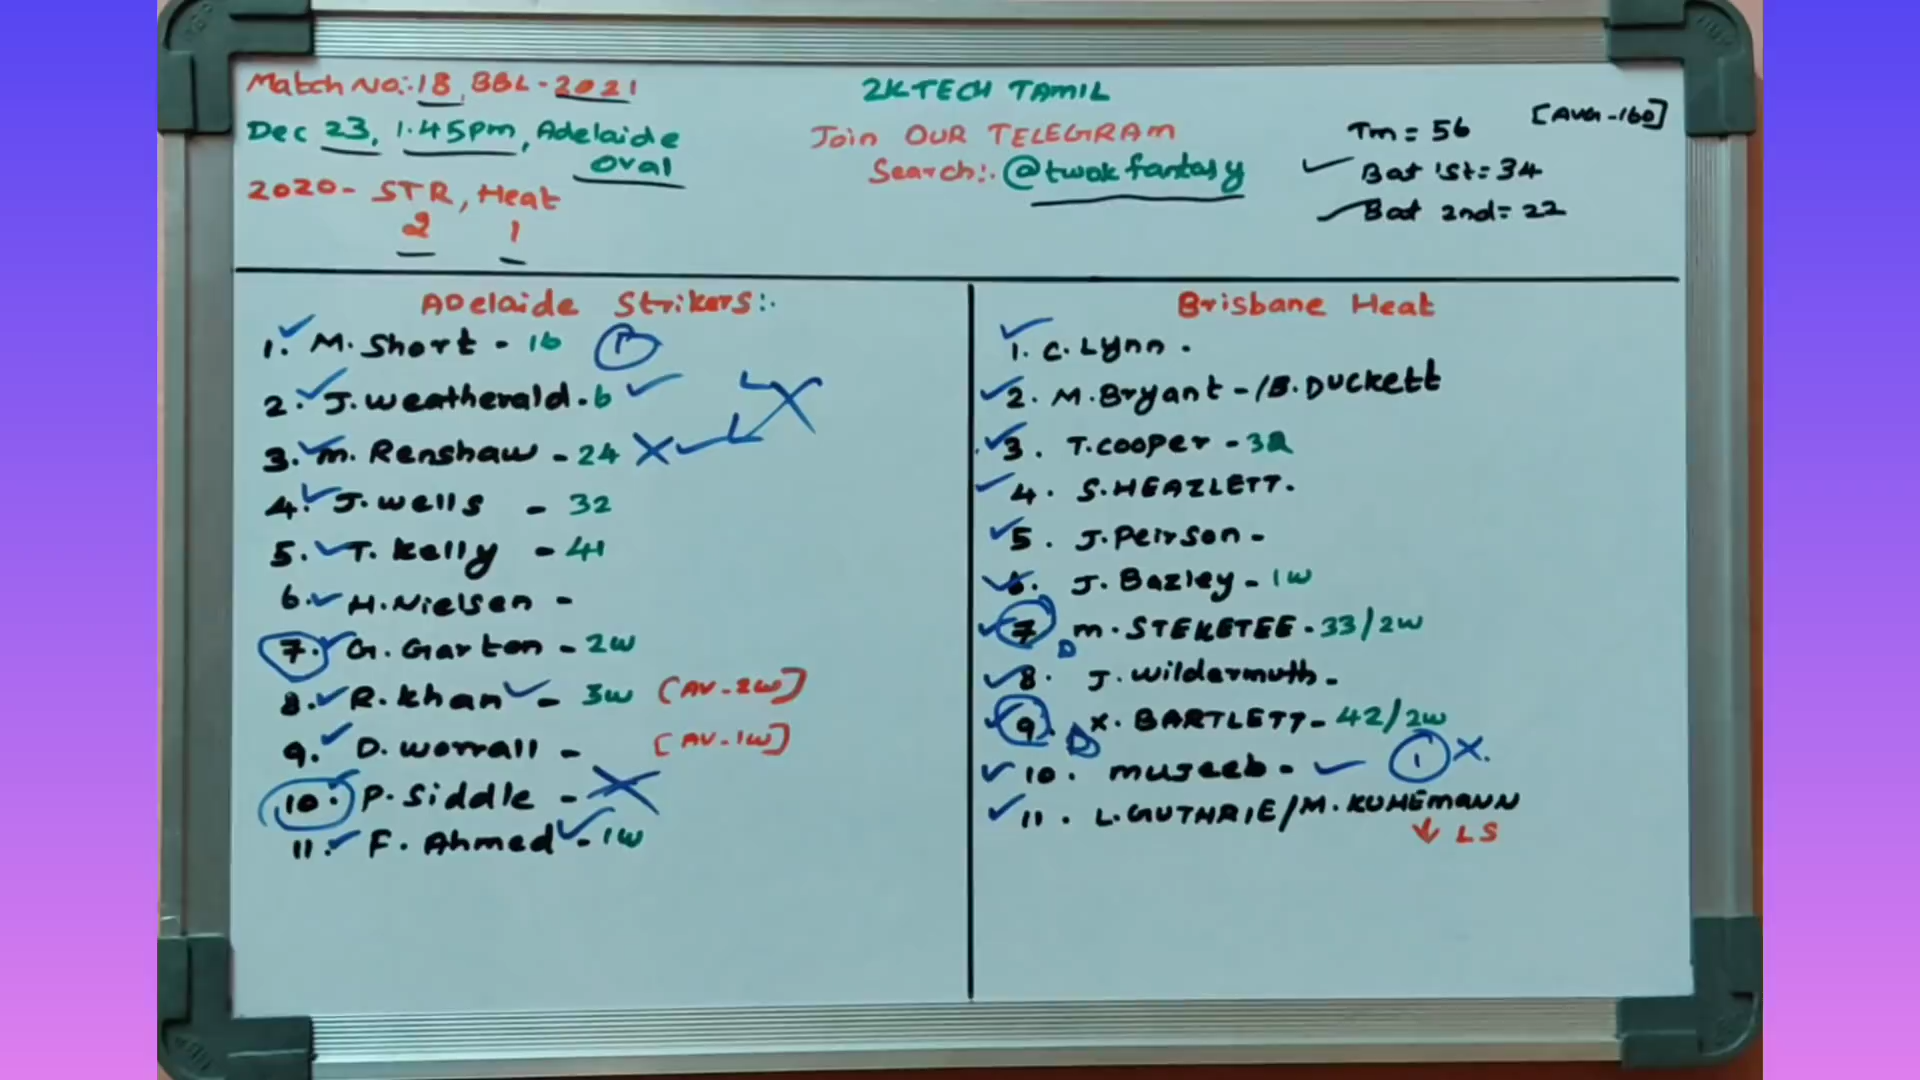 Match No:-18, BBL-2021
Dec 23, 1.45pm, Adelaide
Oval
2020- STR, Heat
2 1
2K TECH TAMIL
Join OUR TELEGRAM
Search:- @twokfantasy
[AVG-160]
Tm = 56
Bat 1st = 34
Bat 2nd = 22
Adelaide Strikers:-
1. M. Short - 16
2. J. Weatherald - 6
3. M. Renshaw - 24
4. J. Wells - 32
5. T. Kelly - 41
6. H. Nielsen -
7. G. Garton - 2W
8. R. Khan - 3W [AV-2W]
9. D. Worrall - [AV-1W]
10. P. Siddle -
11. F. Ahmed - 1W
Brisbane Heat
1. C. Lynn.
2. M. Bryant -/B. DUCKETT
3. T. Cooper - 32
4. S. HEAZLETT.
5. J. Peirson -
6. J. Bazley - 1W
7. M. STEKETEE - 33/2W
D
8. J. Wildermuth -
9. X. BARTLETT - 42/2W
D
10. Mujeeb - 1
11. L. GUTHRIE/M. KUHEMANN
LS